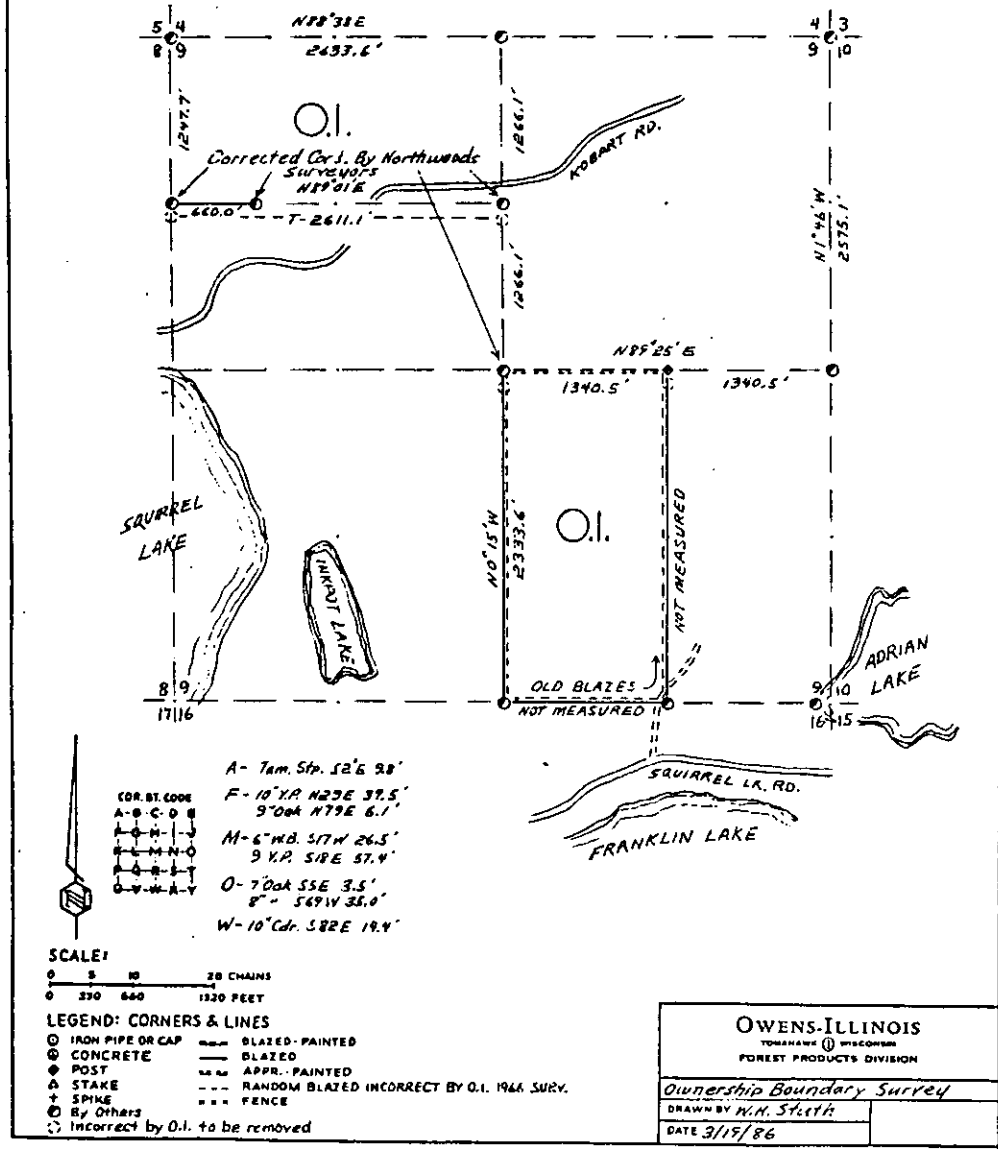 N88°38'E
2633.6'
5 4
8 9
4 3
9 10
1247.7'
O.I.
1266.1'
KOBART RD.
Corrected Cors. By Northwoods
Surveyors
N89°01'E
660.0'
T-2611.1'
N1°46'W
2575.1'
1266.1'
N89°25'E
1340.5'
1340.5'
SQUIRREL
LAKE
INKPOT LAKE
N0°15'W
2333.6'
O.I.
NOT MEASURED
ADRIAN
LAKE
8 9
17 16
OLD BLAZES
NOT MEASURED
9 10
16 15
SQUIRREL LK. RD.
FRANKLIN LAKE
A- Tam. Stp. S2°E 9.8'
F- 10"Y.P. N29E 39.5'
9"Oak N79E 6.1'
M- 6"W.B. S17W 26.5'
9 Y.P. S18E 57.4'
O- 7"Oak S5E 3.5'
8" " S69W 35.0'
W- 10"Cdr. S82E 19.4'
COR. BT. CODE
A-B-C-D-E
K-L-M-N-O
SCALE:
0 5 10 20 CHAINS
0 330 660 1320 FEET
LEGEND: CORNERS & LINES
IRON PIPE OR CAP BLAZED-PAINTED
CONCRETE BLAZED
POST APPR.-PAINTED
STAKE RANDOM BLAZED INCORRECT BY O.I. 1966 SURV.
SPIKE FENCE
By Others
Incorrect by O.I. to be removed
OWENS-ILLINOIS
TOMAHAWK WISCONSIN
FOREST PRODUCTS DIVISION
Ownership Boundary Survey
DRAWN BY W.H. Stuth
DATE 3/19/86